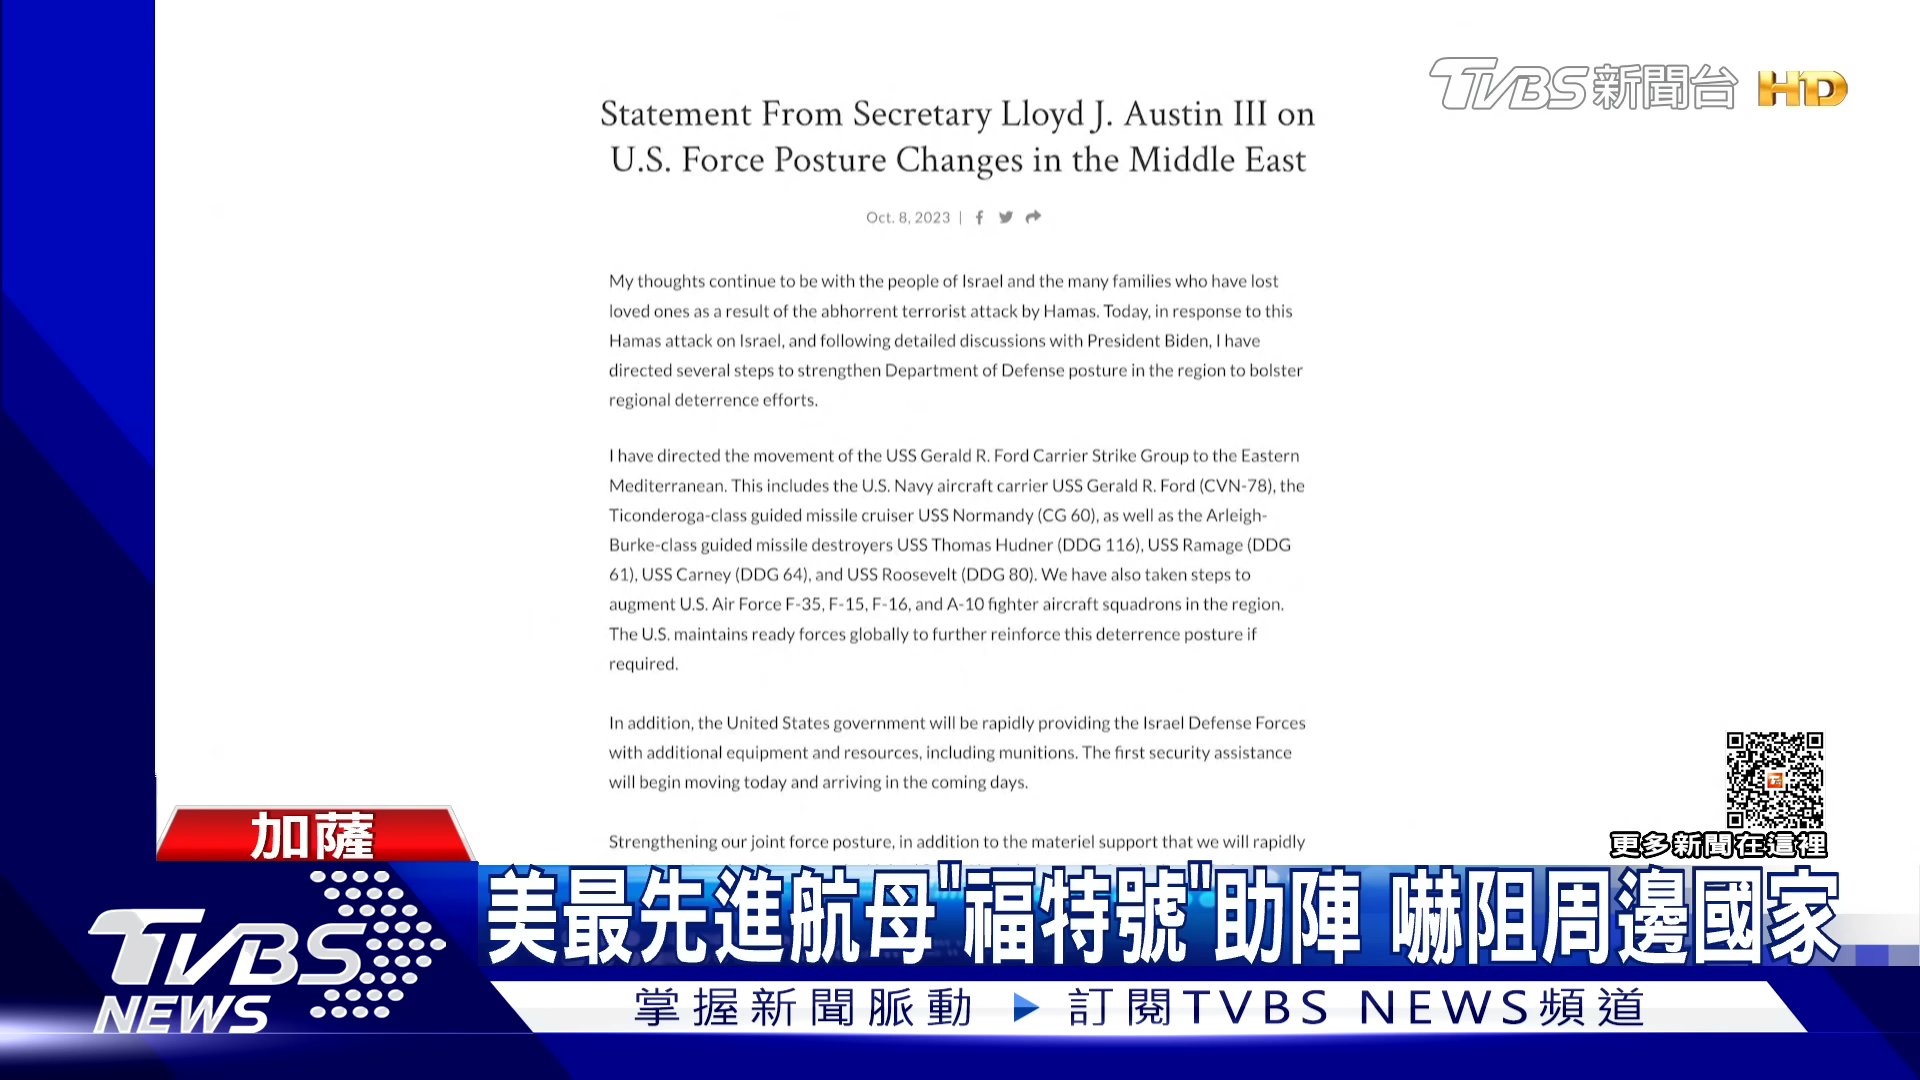 TVBS新聞台 HD
Statement From Secretary Lloyd J. Austin III on
U.S. Force Posture Changes in the Middle East
Oct. 8, 2023 |
My thoughts continue to be with the people of Israel and the many families who have lost
loved ones as a result of the abhorrent terrorist attack by Hamas. Today, in response to this
Hamas attack on Israel, and following detailed discussions with President Biden, I have
directed several steps to strengthen Department of Defense posture in the region to bolster
regional deterrence efforts.
I have directed the movement of the USS Gerald R. Ford Carrier Strike Group to the Eastern
Mediterranean. This includes the U.S. Navy aircraft carrier USS Gerald R. Ford (CVN-78), the
Ticonderoga-class guided missile cruiser USS Normandy (CG 60), as well as the Arleigh-
Burke-class guided missile destroyers USS Thomas Hudner (DDG 116), USS Ramage (DDG
61), USS Carney (DDG 64), and USS Roosevelt (DDG 80). We have also taken steps to
augment U.S. Air Force F-35, F-15, F-16, and A-10 fighter aircraft squadrons in the region.
The U.S. maintains ready forces globally to further reinforce this deterrence posture if
required.
In addition, the United States government will be rapidly providing the Israel Defense Forces
with additional equipment and resources, including munitions. The first security assistance
will begin moving today and arriving in the coming days.
Strengthening our joint force posture, in addition to the materiel support that we will rapidly
更多新聞在這裡
加薩
美最先進航母"福特號"助陣 嚇阻周邊國家
TVBS
NEWS
掌握新聞脈動 ▶ 訂閱TVBS NEWS頻道